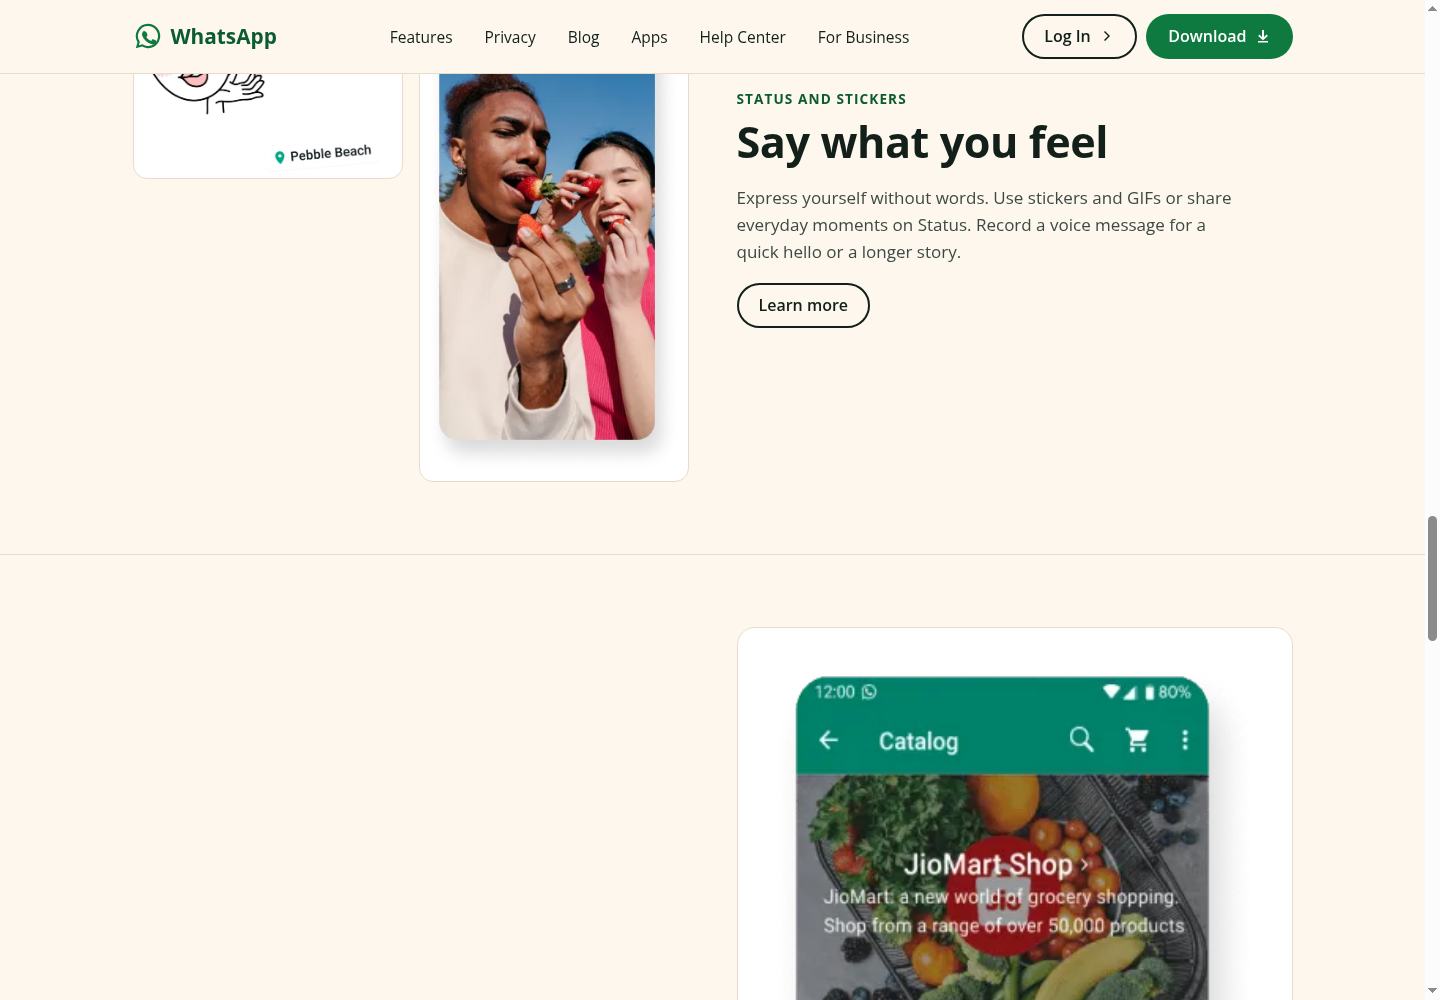 WhatsApp
Features
Privacy
Blog
Apps
Help Center
For Business
Log In
Download
Pebble Beach
STATUS AND STICKERS
Say what you feel
Express yourself without words. Use stickers and GIFs or share
everyday moments on Status. Record a voice message for a
quick hello or a longer story.
Learn more
12:00
80%
Catalog
JioMart Shop
JioMart: a new world of grocery shopping.
Shop from a range of over 50,000 products